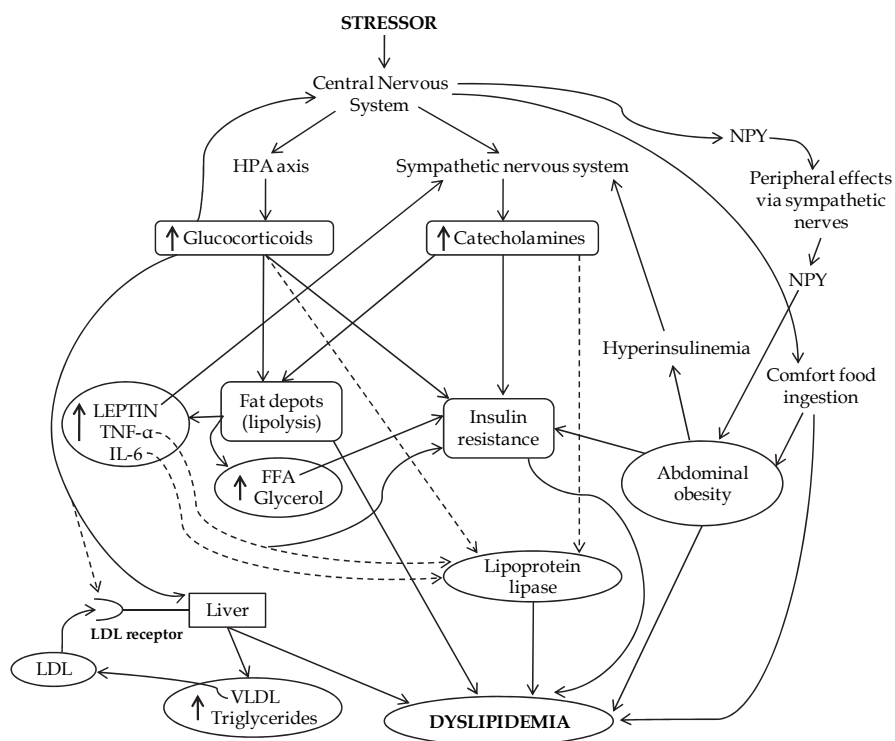 STRESSOR
Central Nervous
System
NPY
HPA axis
Sympathetic nervous system
Peripheral effects
via sympathetic
nerves
Glucocorticoids
Catecholamines
NPY
Hyperinsulinemia
Comfort food
ingestion
LEPTIN
TNF-α
IL-6
Fat depots
(lipolysis)
Insulin
resistance
FFA
Glycerol
Abdominal
obesity
Lipoprotein
lipase
Liver
LDL receptor
LDL
VLDL
Triglycerides
DYSLIPIDEMIA